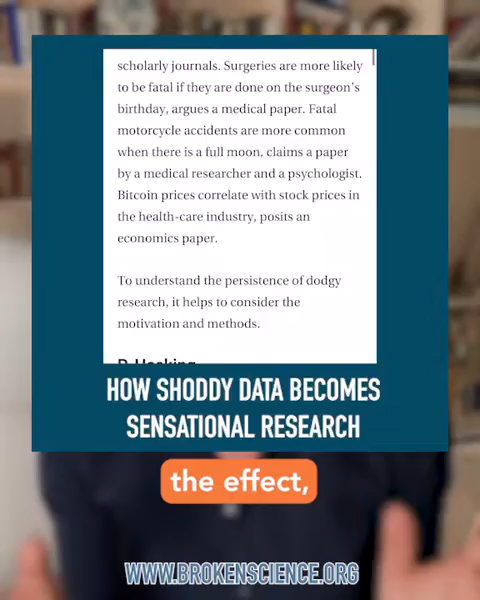 scholarly journals. Surgeries are more likely
to be fatal if they are done on the surgeon's
birthday, argues a medical paper. Fatal
motorcycle accidents are more common
when there is a full moon, claims a paper
by a medical researcher and a psychologist.
Bitcoin prices correlate with stock prices in
the health-care industry, posits an
economics paper.
To understand the persistence of dodgy
research, it helps to consider the
motivation and methods.
HOW SHODDY DATA BECOMES
SENSATIONAL RESEARCH
the effect,
WWW.BROKENSCIENCE.ORG